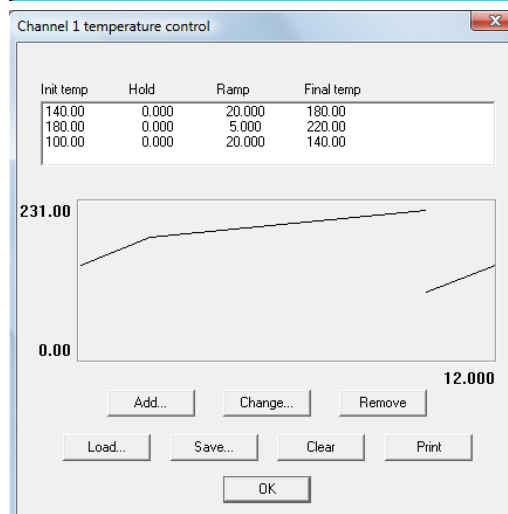 Channel 1 temperature control
Init temp Hold Ramp Final temp
140.00 0.000 20.000 180.00
180.00 0.000 5.000 220.00
100.00 0.000 20.000 140.00
231.00
0.00
12.000
Add... Change... Remove
Load... Save... Clear Print
OK